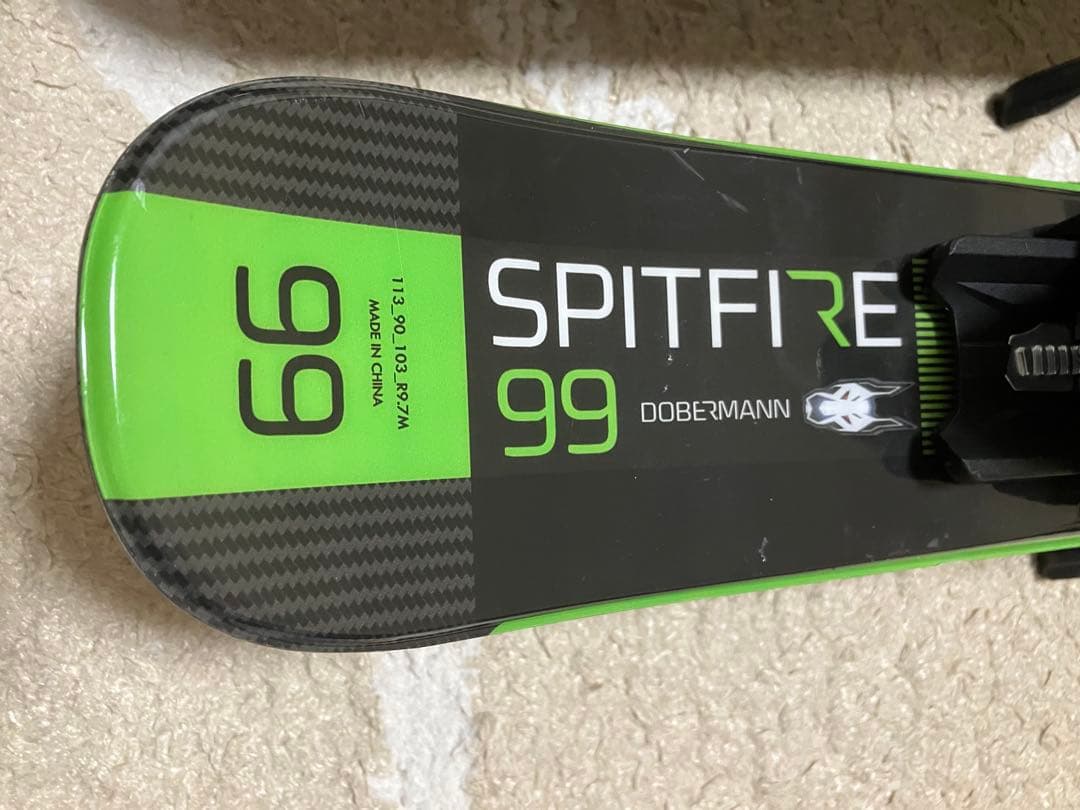 99
113_90_103_R9.7M
MADE IN CHINA
SPITFIRE
99
DOBERMANN